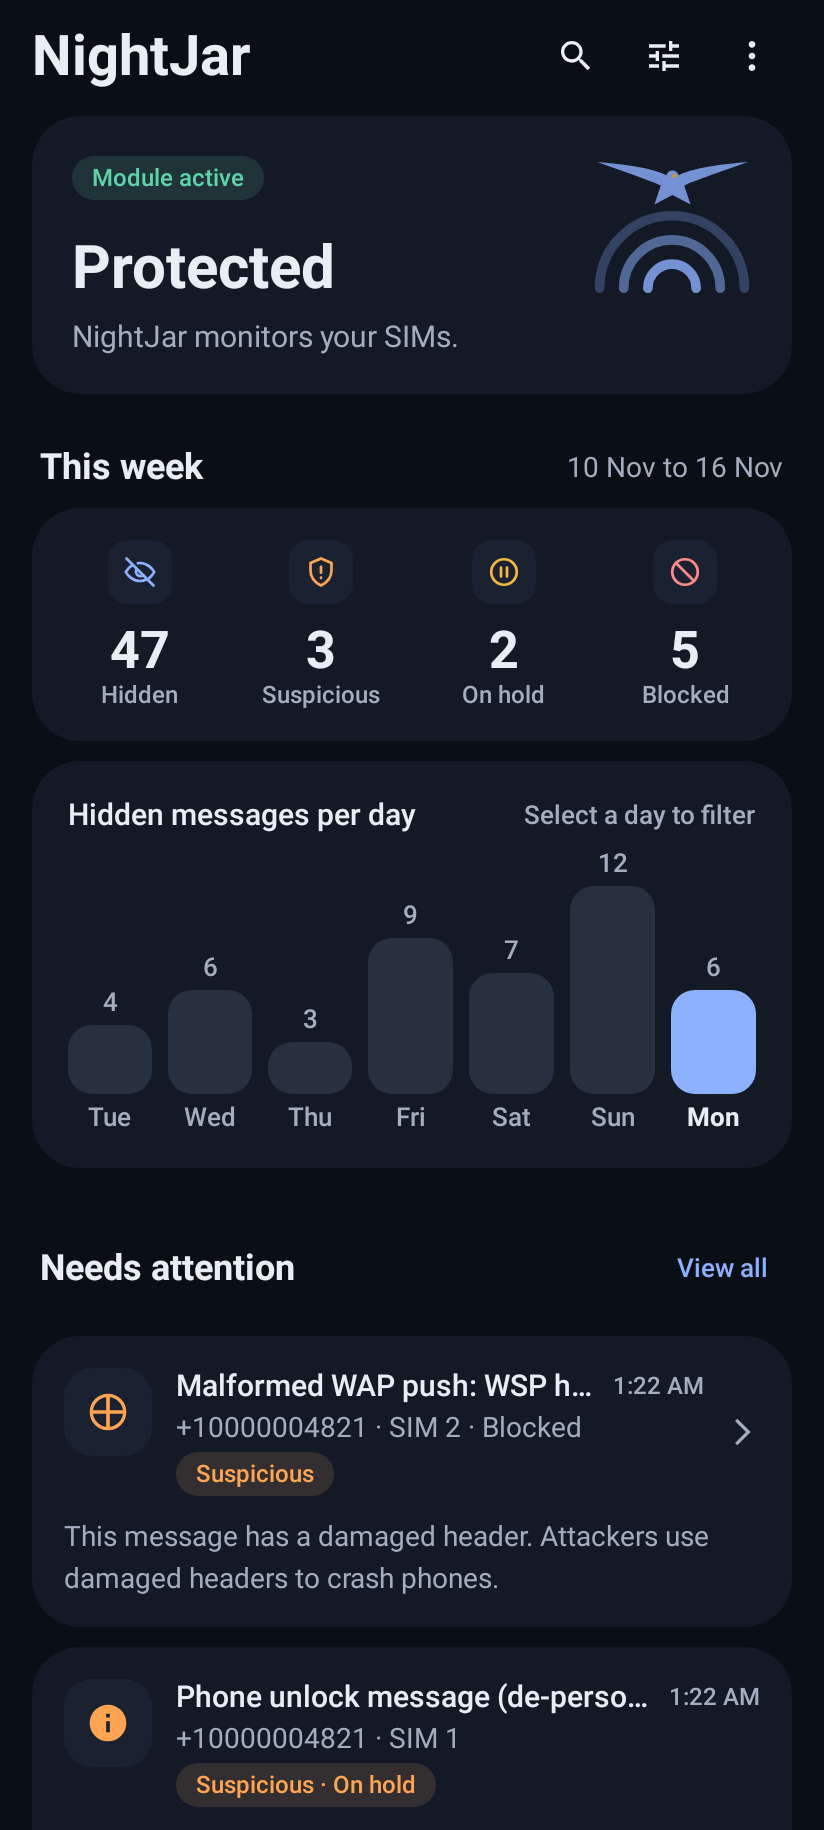 NightJar
Module active
Protected
NightJar monitors your SIMs.
This week
10 Nov to 16 Nov
47
3
2
5
Hidden
Suspicious
On hold
Blocked
Hidden messages per day
Select a day to filter
4
6
3
9
7
12
6
Tue
Wed
Thu
Fri
Sat
Sun
Mon
Needs attention
View all
Malformed WAP push: WSP h… 1:22 AM
+10000004821 · SIM 2 · Blocked
Suspicious
This message has a damaged header. Attackers use
damaged headers to crash phones.
Phone unlock message (de-perso… 1:22 AM
+10000004821 · SIM 1
Suspicious · On hold